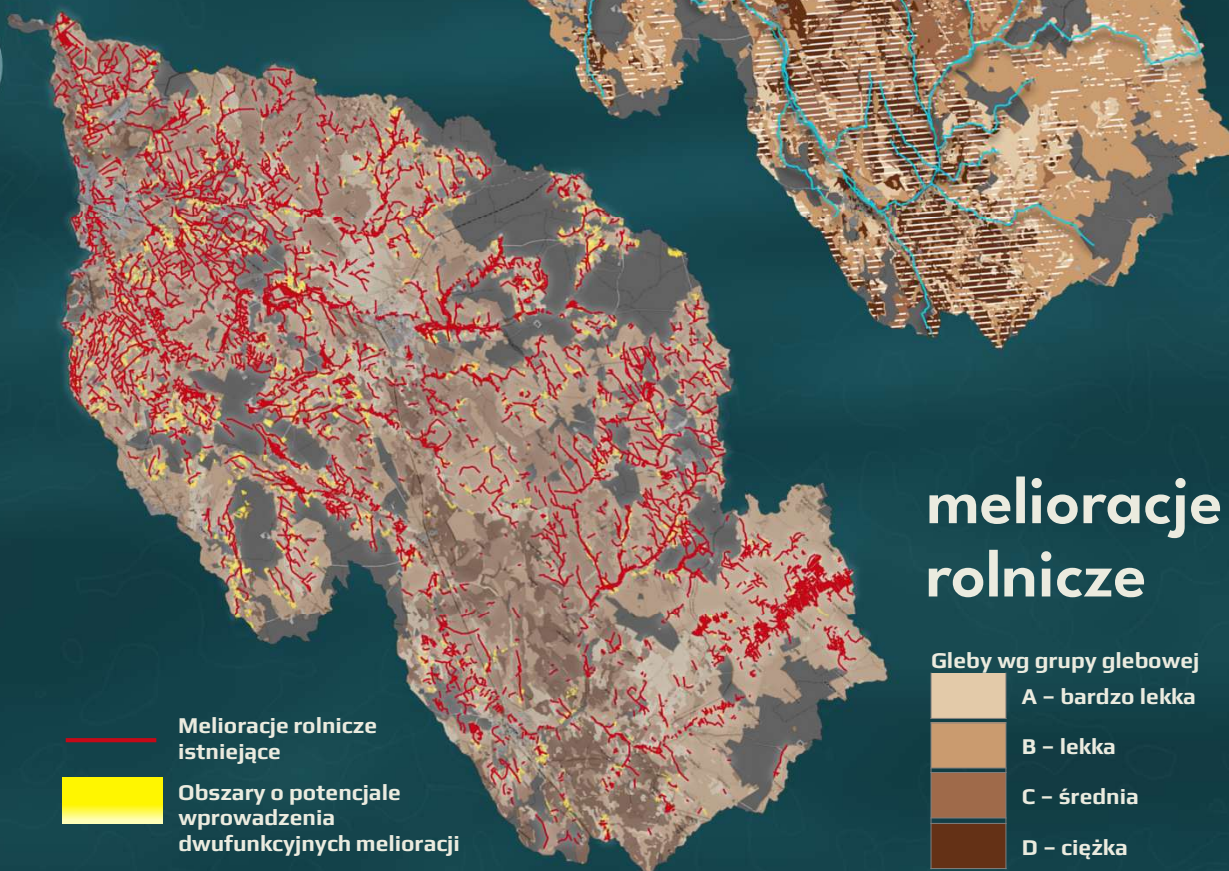 melioracje
rolnicze
Gleby wg grupy glebowej
A – bardzo lekka
B – lekka
C – średnia
D – ciężka
Melioracje rolnicze
istniejące
Obszary o potencjale
wprowadzenia
dwufunkcyjnych melioracji